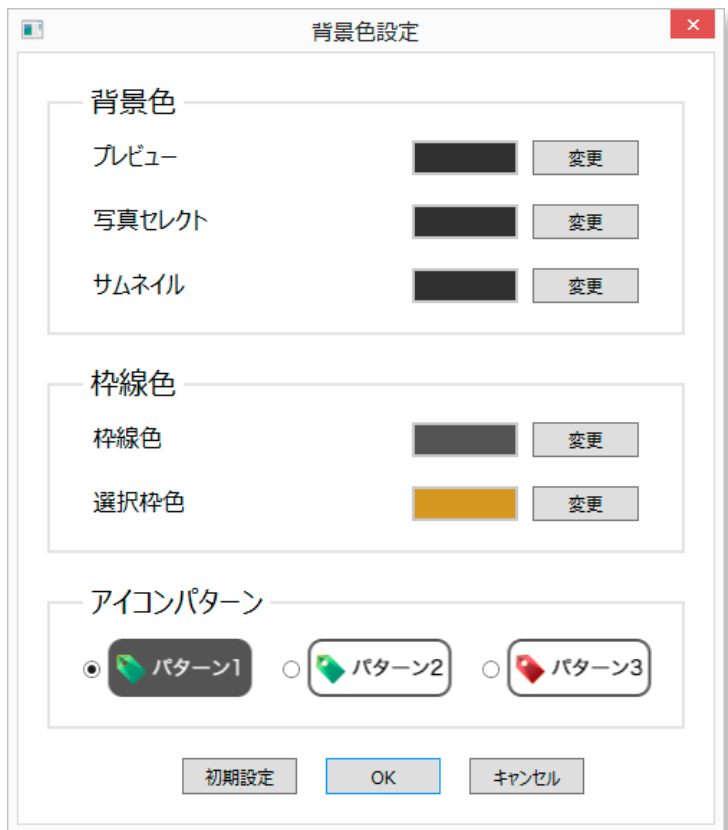 背景色設定
背景色
プレビュー 変更
写真セレクト 変更
サムネイル 変更
枠線色
枠線色 変更
選択枠色 変更
アイコンパターン
パターン1 パターン2 パターン3
初期設定 OK キャンセル